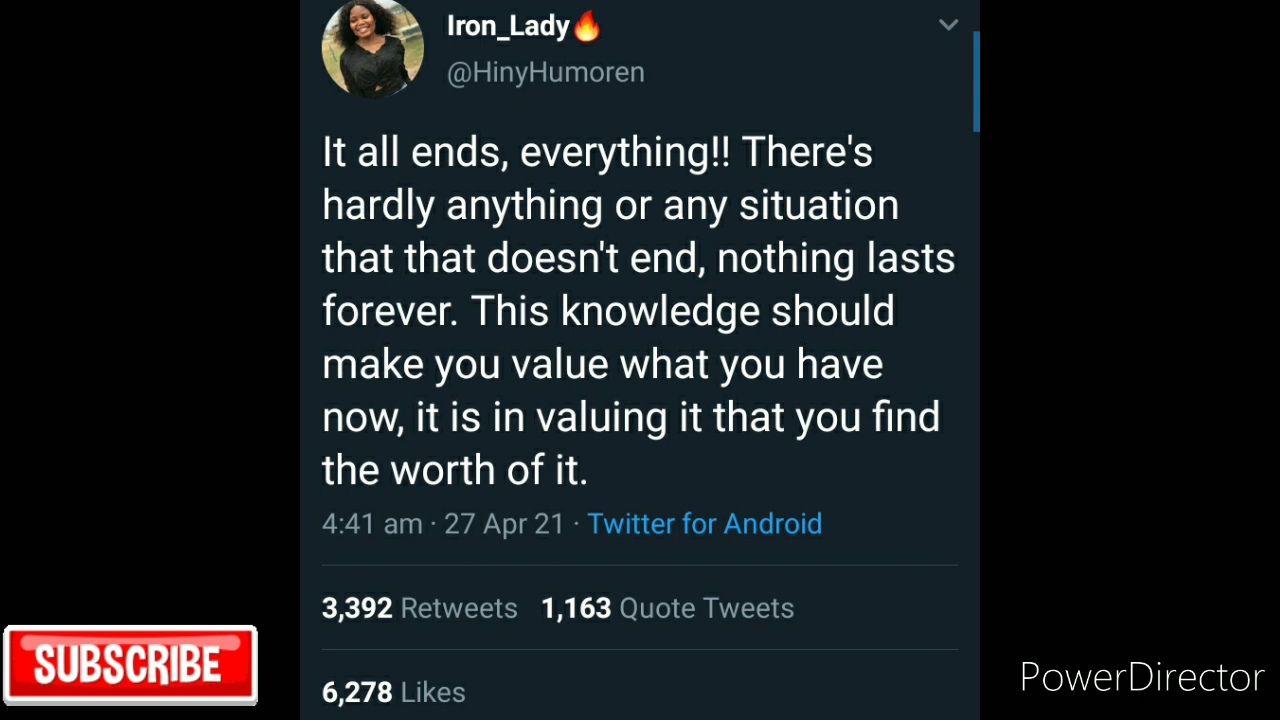 Iron_Lady🔥
@HinyHumoren
It all ends, everything!! There's
hardly anything or any situation
that that doesn't end, nothing lasts
forever. This knowledge should
make you value what you have
now, it is in valuing it that you find
the worth of it.
4:41 am · 27 Apr 21 · Twitter for Android
3,392 Retweets 1,163 Quote Tweets
6,278 Likes
SUBSCRIBE
PowerDirector